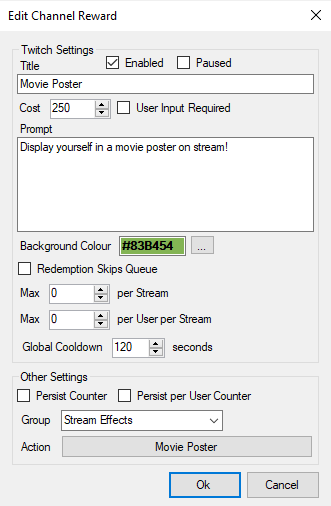 Edit Channel Reward
Twitch Settings
Title Enabled Paused
Movie Poster
Cost 250 User Input Required
Prompt
Display yourself in a movie poster on stream!
Background Colour #83B454 ...
Redemption Skips Queue
Max 0 per Stream
Max 0 per User per Stream
Global Cooldown 120 seconds
Other Settings
Persist Counter Persist per User Counter
Group Stream Effects
Action Movie Poster
Ok Cancel